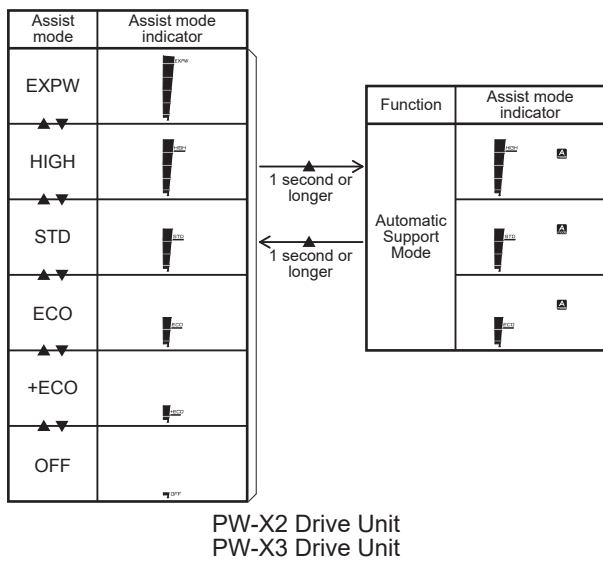 Assist
mode
Assist mode
indicator
EXPW
EXPW
▲ ▼
HIGH
HIGH
▲ ▼
STD
STD
▲ ▼
ECO
ECO
▲ ▼
+ECO
+ECO
▲ ▼
OFF
OFF
▲
1 second or
longer
▲
1 second or
longer
Function
Assist mode
indicator
Automatic
Support
Mode
HIGH A
STD A
ECO A
PW-X2 Drive Unit
PW-X3 Drive Unit